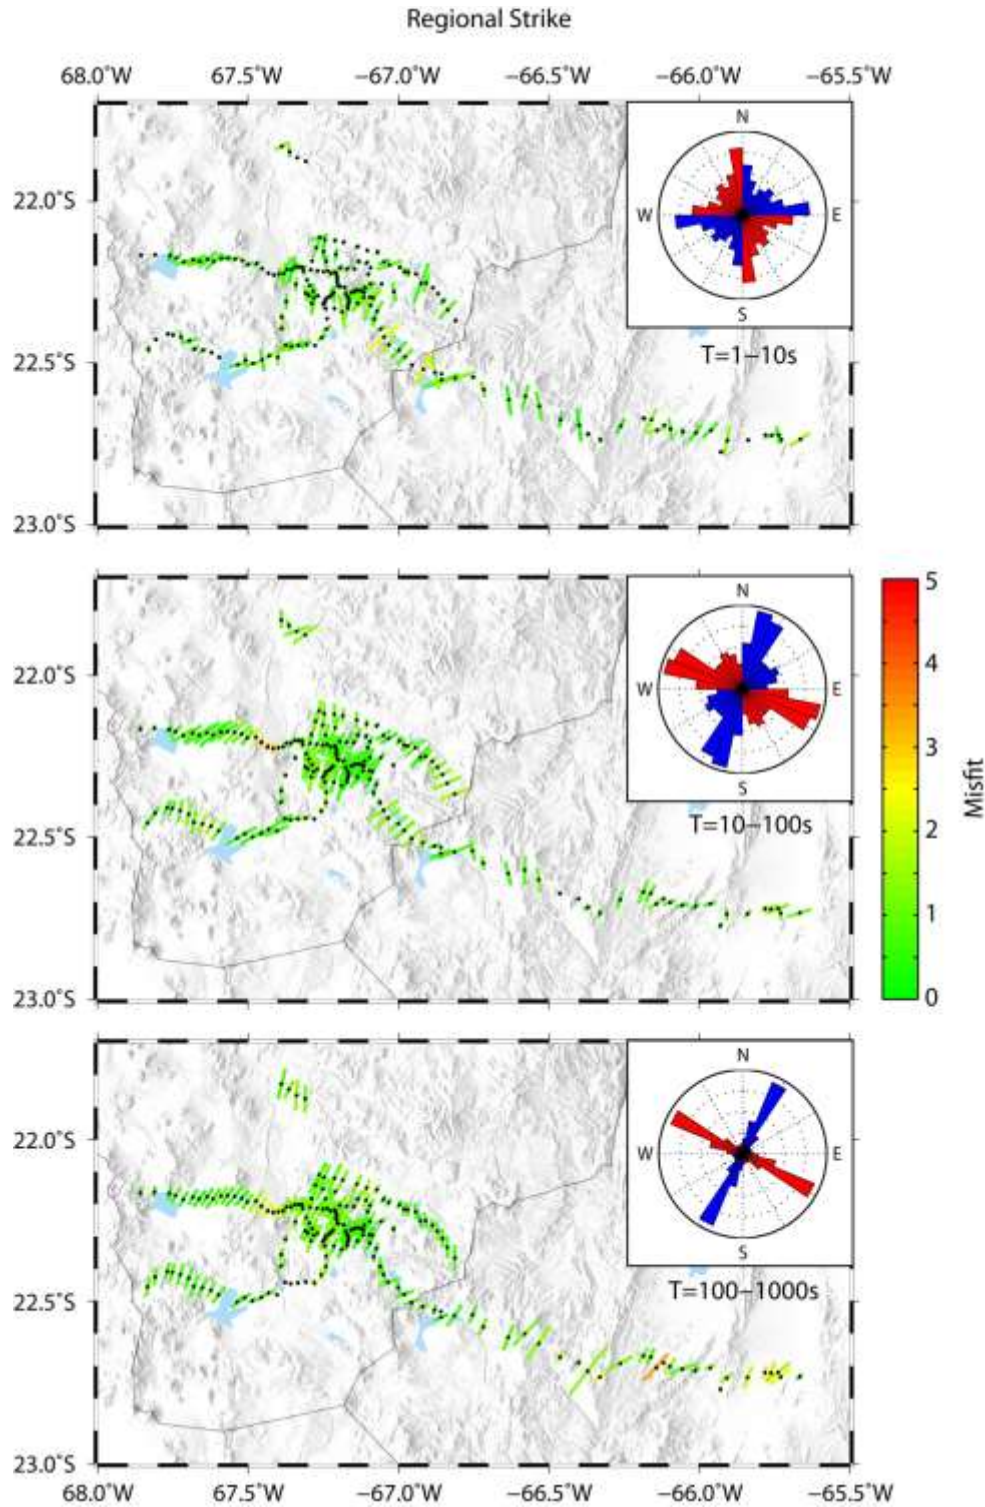 Regional Strike
68.0˚W 67.5˚W −67.0˚W −66.5˚W −66.0˚W −65.5˚W
N
22.0˚S
W E
S
T=1–10s
22.5˚S
23.0˚S
5
N
4
22.0˚S
W E
3
S
T=10–100s
Misfit
2
22.5˚S
1
0
23.0˚S
N
22.0˚S
W E
S
T=100–1000s
22.5˚S
23.0˚S
68.0˚W 67.5˚W −67.0˚W −66.5˚W −66.0˚W −65.5˚W